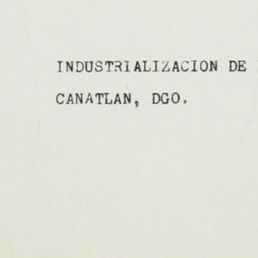 INDUSTRIALIZACION DE
CANATLAN, DGO.